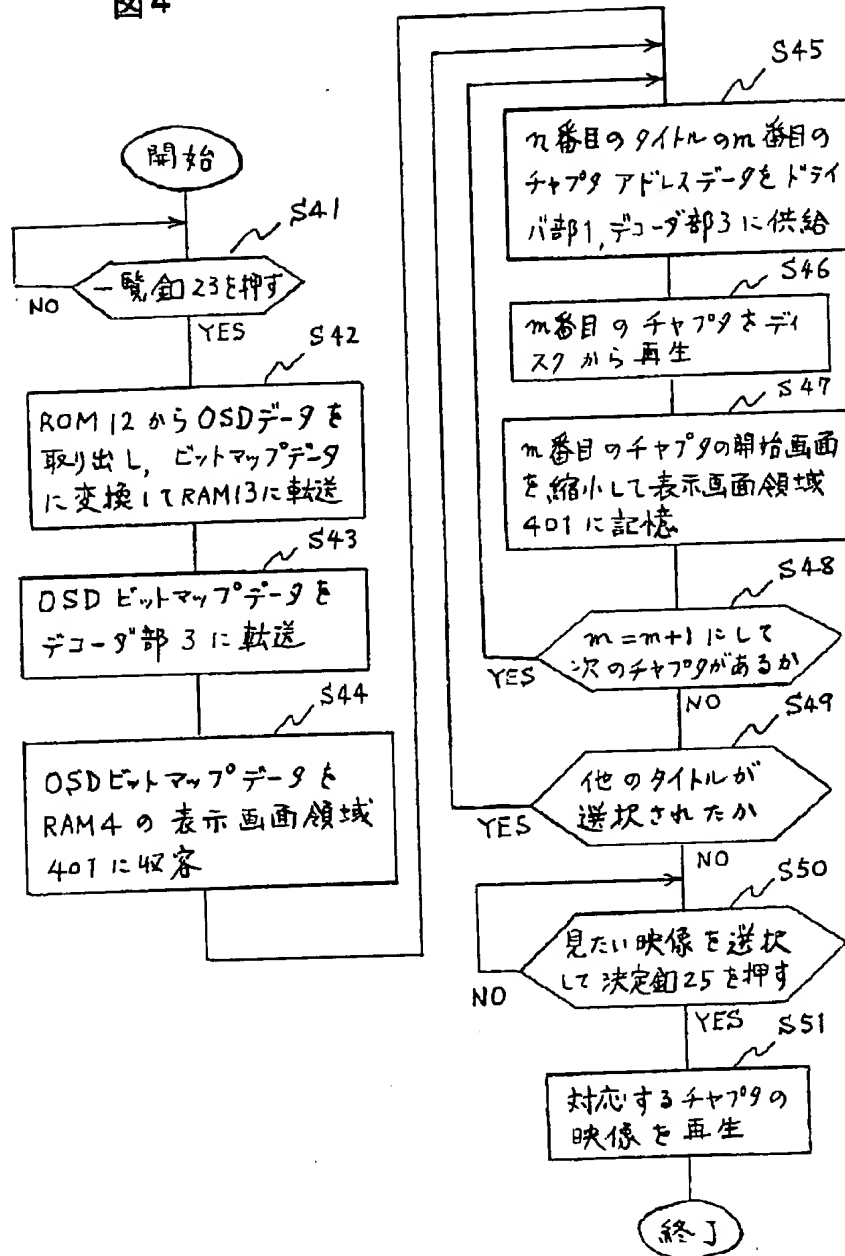 図4
開始
S41
一覧釦23を押す
NO
YES
S42
ROM12からOSDデータを
取り出し,ビットマップデータ
に変換してRAM13に転送
S43
OSDビットマップデータを
デコーダ部3に転送
S44
OSDビットマップデータを
RAM4の表示画面領域
401に収容
S45
n番目のタイトルのm番目の
チャプタアドレスデータをドライ
バ部1,デコーダ部3に供給
S46
m番目のチャプタをディ
スクから再生
S47
m番目のチャプタの開始画面
を縮小して表示画面領域
401に記憶
S48
m=m+1にして
次のチャプタがあるか
YES
NO
S49
他のタイトルが
選択されたか
YES
NO
S50
見たい映像を選択
して決定釦25を押す
NO
YES
S51
対応するチャプタの
映像を再生
終了